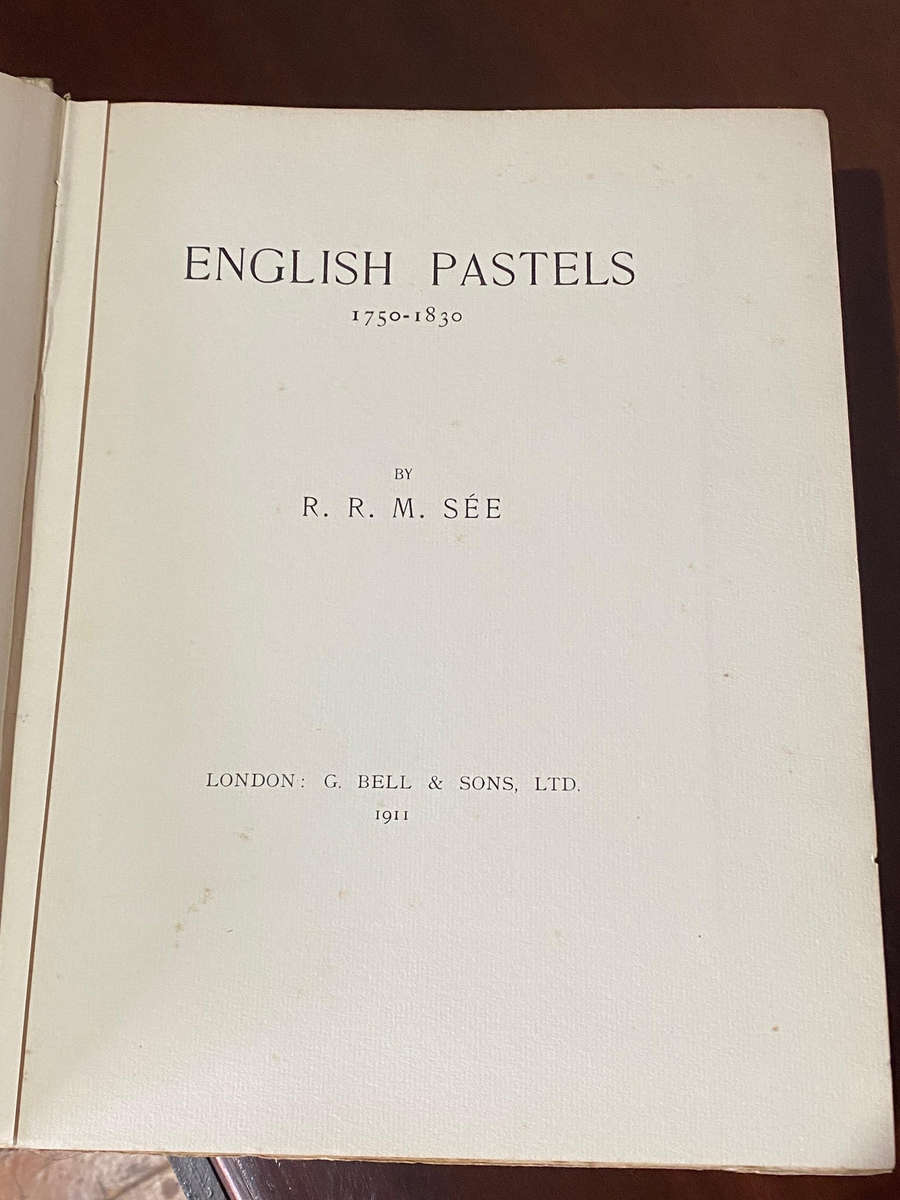 ENGLISH PASTELS
1750-1830
BY
R. R. M. SÉE
LONDON: G. BELL & SONS, LTD.
1911